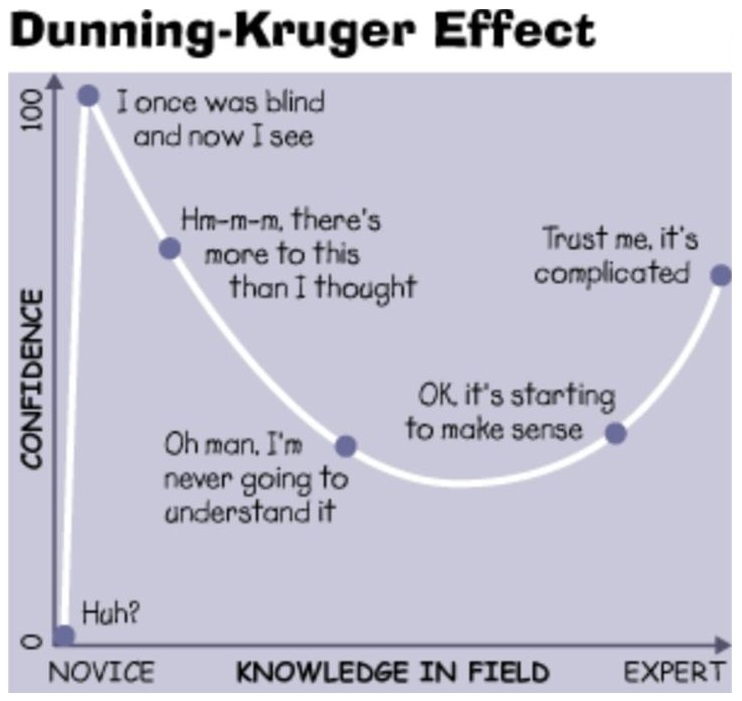 Dunning-Kruger Effect
100
I once was blind
and now I see
Hm-m-m, there's
more to this
than I thought
Trust me, it's
complicated
CONFIDENCE
OK, it's starting
to make sense
Oh man, I'm
never going to
understand it
Huh?
0
NOVICE
KNOWLEDGE IN FIELD
EXPERT